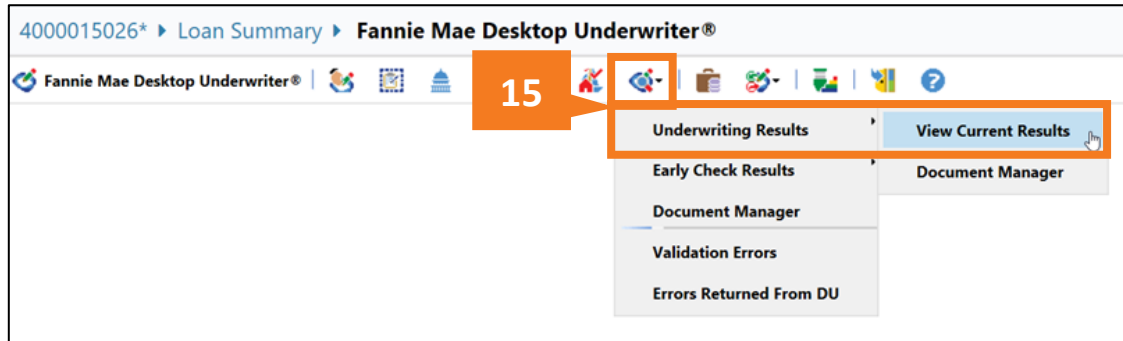 4000015026* ▸ Loan Summary ▸ Fannie Mae Desktop Underwriter®
Fannie Mae Desktop Underwriter®
15
Underwriting Results
View Current Results
Early Check Results
Document Manager
Document Manager
Validation Errors
Errors Returned From DU